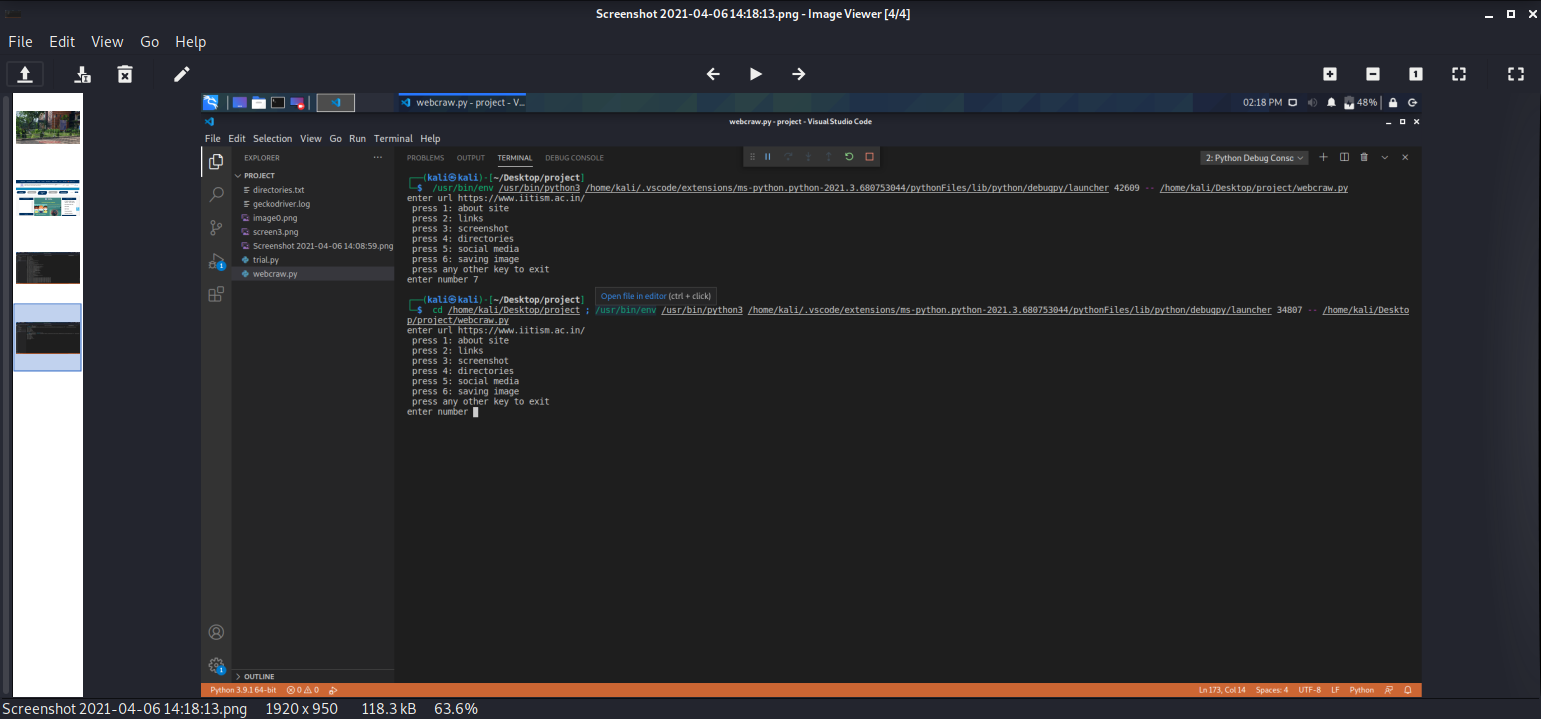 Screenshot 2021-04-06 14:18:13.png - Image Viewer [4/4]
File Edit View Go Help
webcraw.py - project - V...
02:18 PM 48%
webcraw.py - project - Visual Studio Code
File Edit Selection View Go Run Terminal Help
EXPLORER
PROJECT
directories.txt
geckodriver.log
image0.png
screen3.png
Screenshot 2021-04-06 14:08:59.png
trial.py
webcraw.py
OUTLINE
PROBLEMS OUTPUT TERMINAL DEBUG CONSOLE
2: Python Debug Consc
┌──(kali㉿kali)-[~/Desktop/project]
└─$ /usr/bin/env /usr/bin/python3 /home/kali/.vscode/extensions/ms-python.python-2021.3.680753044/pythonFiles/lib/python/debugpy/launcher 42609 -- /home/kali/Desktop/project/webcraw.py
enter url https://www.iitism.ac.in/
press 1: about site
press 2: links
press 3: screenshot
press 4: directories
press 5: social media
press 6: saving image
press any other key to exit
enter number 7
Open file in editor (ctrl + click)
┌──(kali㉿kali)-[~/Desktop/project]
└─$ cd /home/kali/Desktop/project ; /usr/bin/env /usr/bin/python3 /home/kali/.vscode/extensions/ms-python.python-2021.3.680753044/pythonFiles/lib/python/debugpy/launcher 34807 -- /home/kali/Deskto
p/project/webcraw.py
enter url https://www.iitism.ac.in/
press 1: about site
press 2: links
press 3: screenshot
press 4: directories
press 5: social media
press 6: saving image
press any other key to exit
enter number
Python 3.9.1 64-bit 0 0
Ln 173, Col 14 Spaces: 4 UTF-8 LF Python
Screenshot 2021-04-06 14:18:13.png 1920 x 950 118.3 kB 63.6%